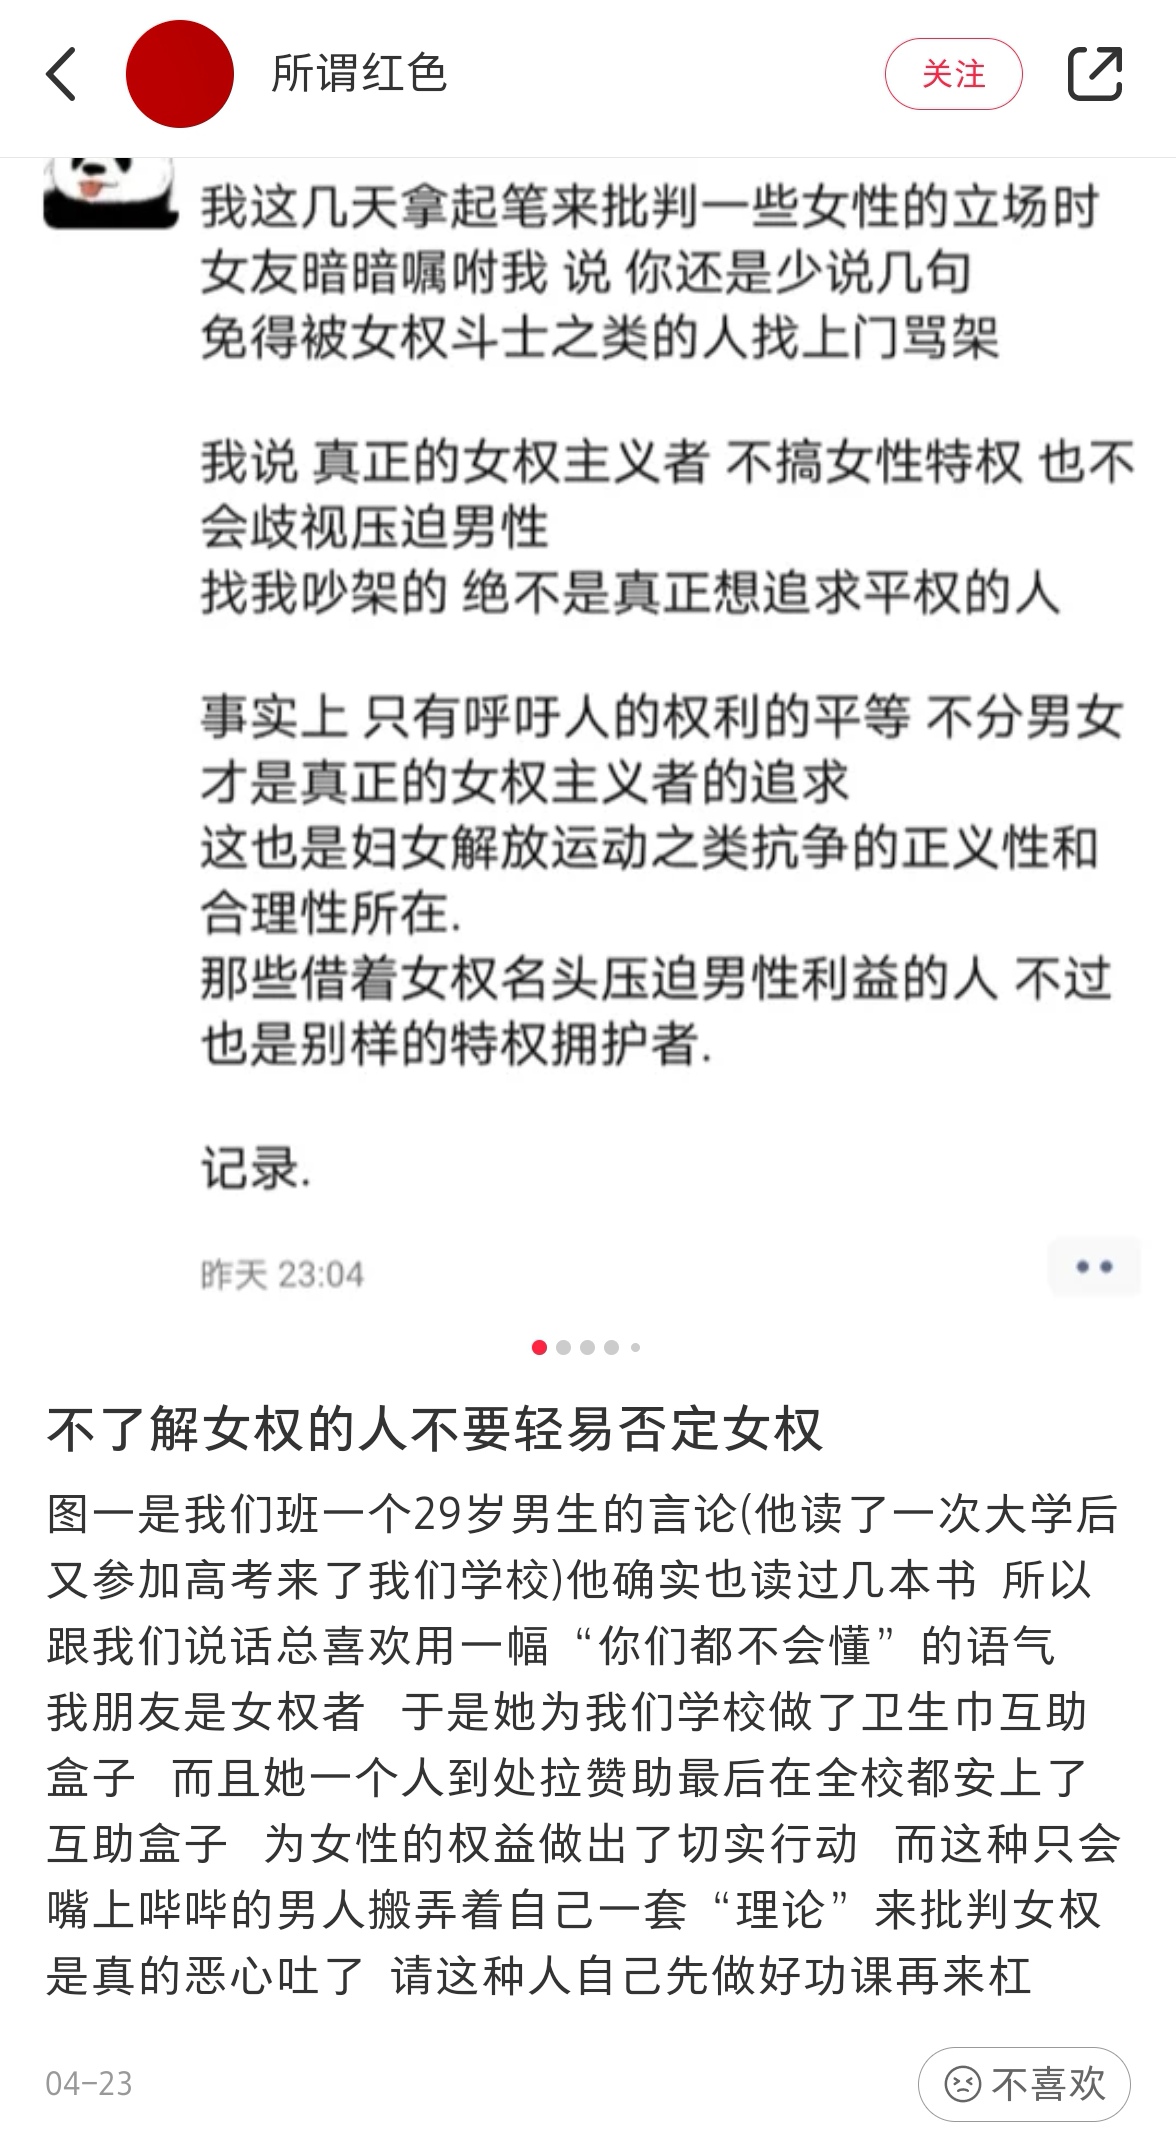 所谓红色
关注
我这几天拿起笔来批判一些女性的立场时
女友暗暗嘱咐我 说 你还是少说几句
免得被女权斗士之类的人找上门骂架
我说 真正的女权主义者 不搞女性特权 也不
会歧视压迫男性
找我吵架的 绝不是真正想追求平权的人
事实上 只有呼吁人的权利的平等 不分男女
才是真正的女权主义者的追求
这也是妇女解放运动之类抗争的正义性和
合理性所在.
那些借着女权名头压迫男性利益的人 不过
也是别样的特权拥护者.
记录.
昨天 23:04
不了解女权的人不要轻易否定女权
图一是我们班一个29岁男生的言论(他读了一次大学后
又参加高考来了我们学校)他确实也读过几本书 所以
跟我们说话总喜欢用一幅“你们都不会懂”的语气
我朋友是女权者 于是她为我们学校做了卫生巾互助
盒子 而且她一个人到处拉赞助最后在全校都安上了
互助盒子 为女性的权益做出了切实行动 而这种只会
嘴上哔哔的男人搬弄着自己一套“理论”来批判女权
是真的恶心吐了 请这种人自己先做好功课再来杠
04-23
不喜欢